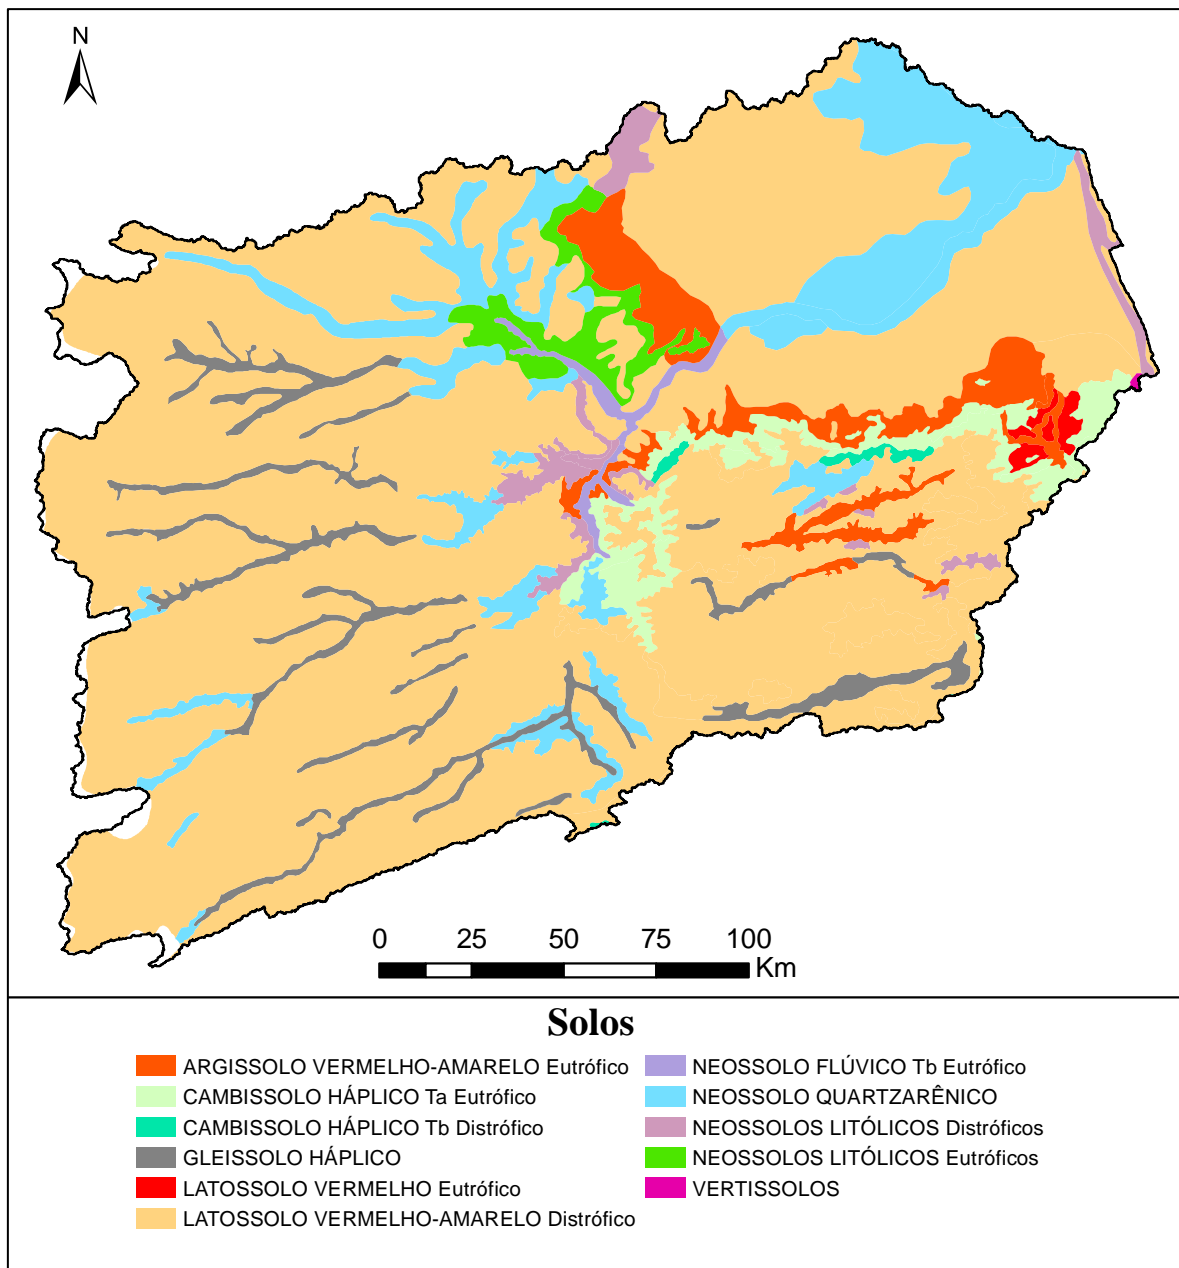 N
0 25 50 75 100
Km
Solos
ARGISSOLO VERMELHO-AMARELO Eutrófico
CAMBISSOLO HÁPLICO Ta Eutrófico
CAMBISSOLO HÁPLICO Tb Distrófico
GLEISSOLO HÁPLICO
LATOSSOLO VERMELHO Eutrófico
LATOSSOLO VERMELHO-AMARELO Distrófico
NEOSSOLO FLÚVICO Tb Eutrófico
NEOSSOLO QUARTZARÊNICO
NEOSSOLOS LITÓLICOS Distróficos
NEOSSOLOS LITÓLICOS Eutróficos
VERTISSOLOS